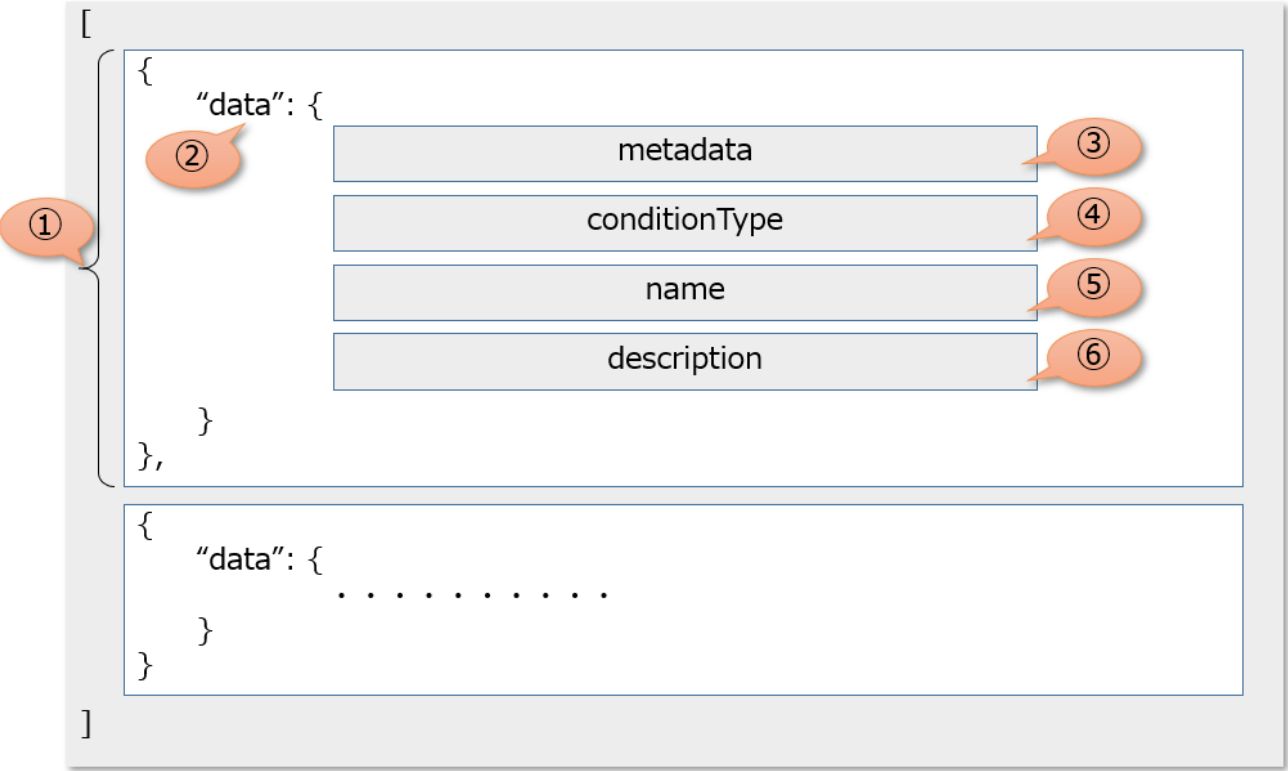 [
{
“data”: {
②
metadata
③
①
conditionType
④
name
⑤
description
⑥
}
},
{
“data”: {
・・・・・・・・・・
}
}
]